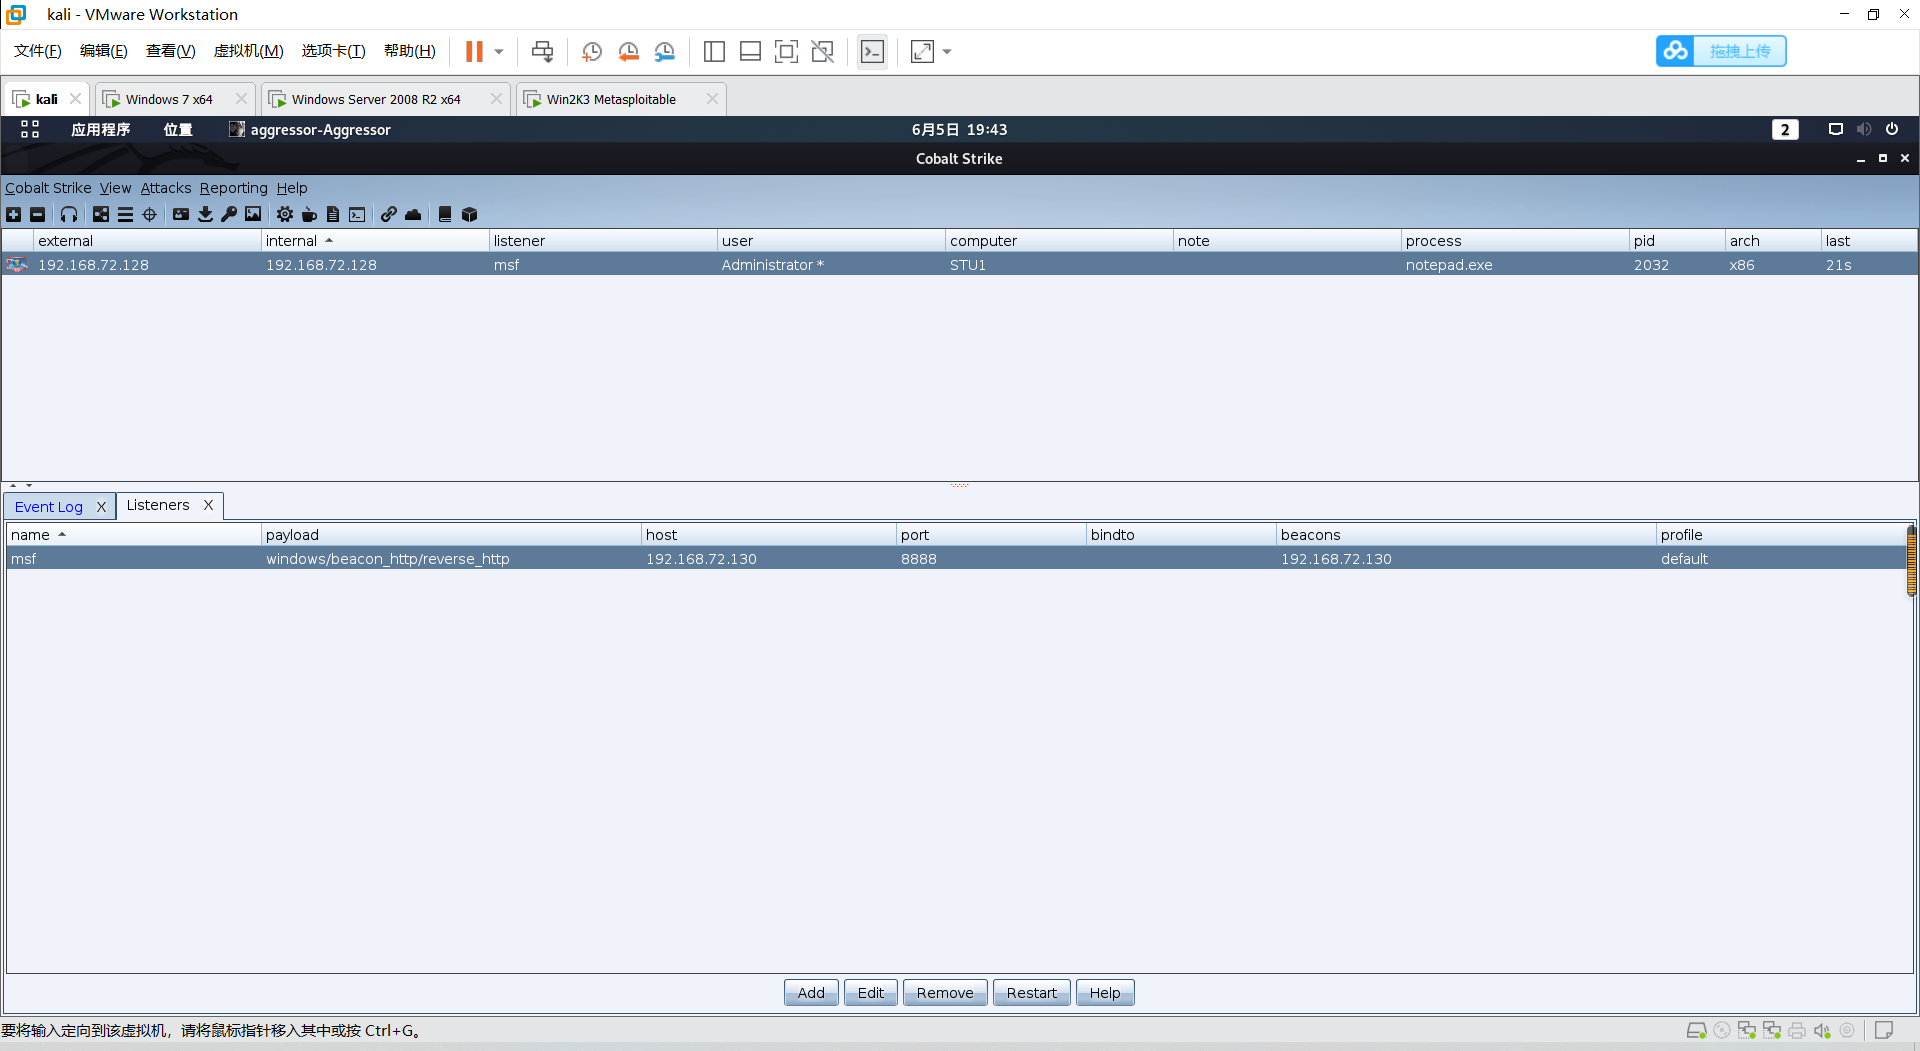 kali - VMware Workstation
文件(F) 编辑(E) 查看(V) 虚拟机(M) 选项卡(T) 帮助(H) 拖拽上传
kali Windows 7 x64 Windows Server 2008 R2 x64 Win2K3 Metasploitable
应用程序 位置 aggressor-Aggressor 6月5日 19:43 2
Cobalt Strike
Cobalt Strike View Attacks Reporting Help
external internal listener user computer note process pid arch last
192.168.72.128 192.168.72.128 msf Administrator * STU1 notepad.exe 2032 x86 21s
Event Log X Listeners X
name payload host port bindto beacons profile
msf windows/beacon_http/reverse_http 192.168.72.130 8888 192.168.72.130 default
Add Edit Remove Restart Help
要将输入定向到该虚拟机，请将鼠标指针移入其中或按 Ctrl+G。